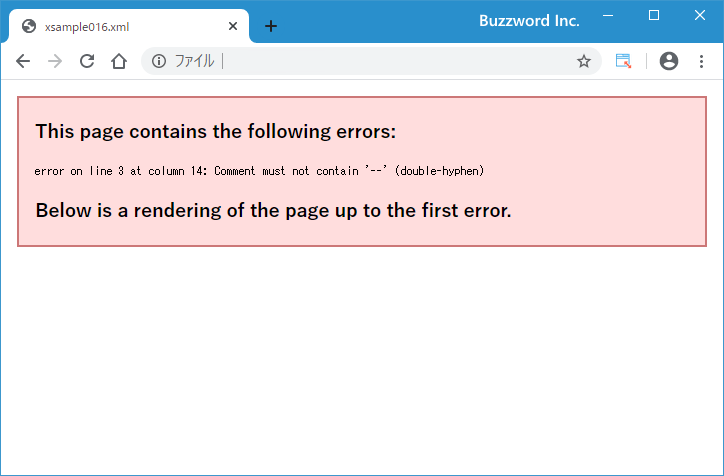 xsample016.xml
Buzzword Inc.
ファイル
This page contains the following errors:
error on line 3 at column 14: Comment must not contain '--' (double-hyphen)
Below is a rendering of the page up to the first error.